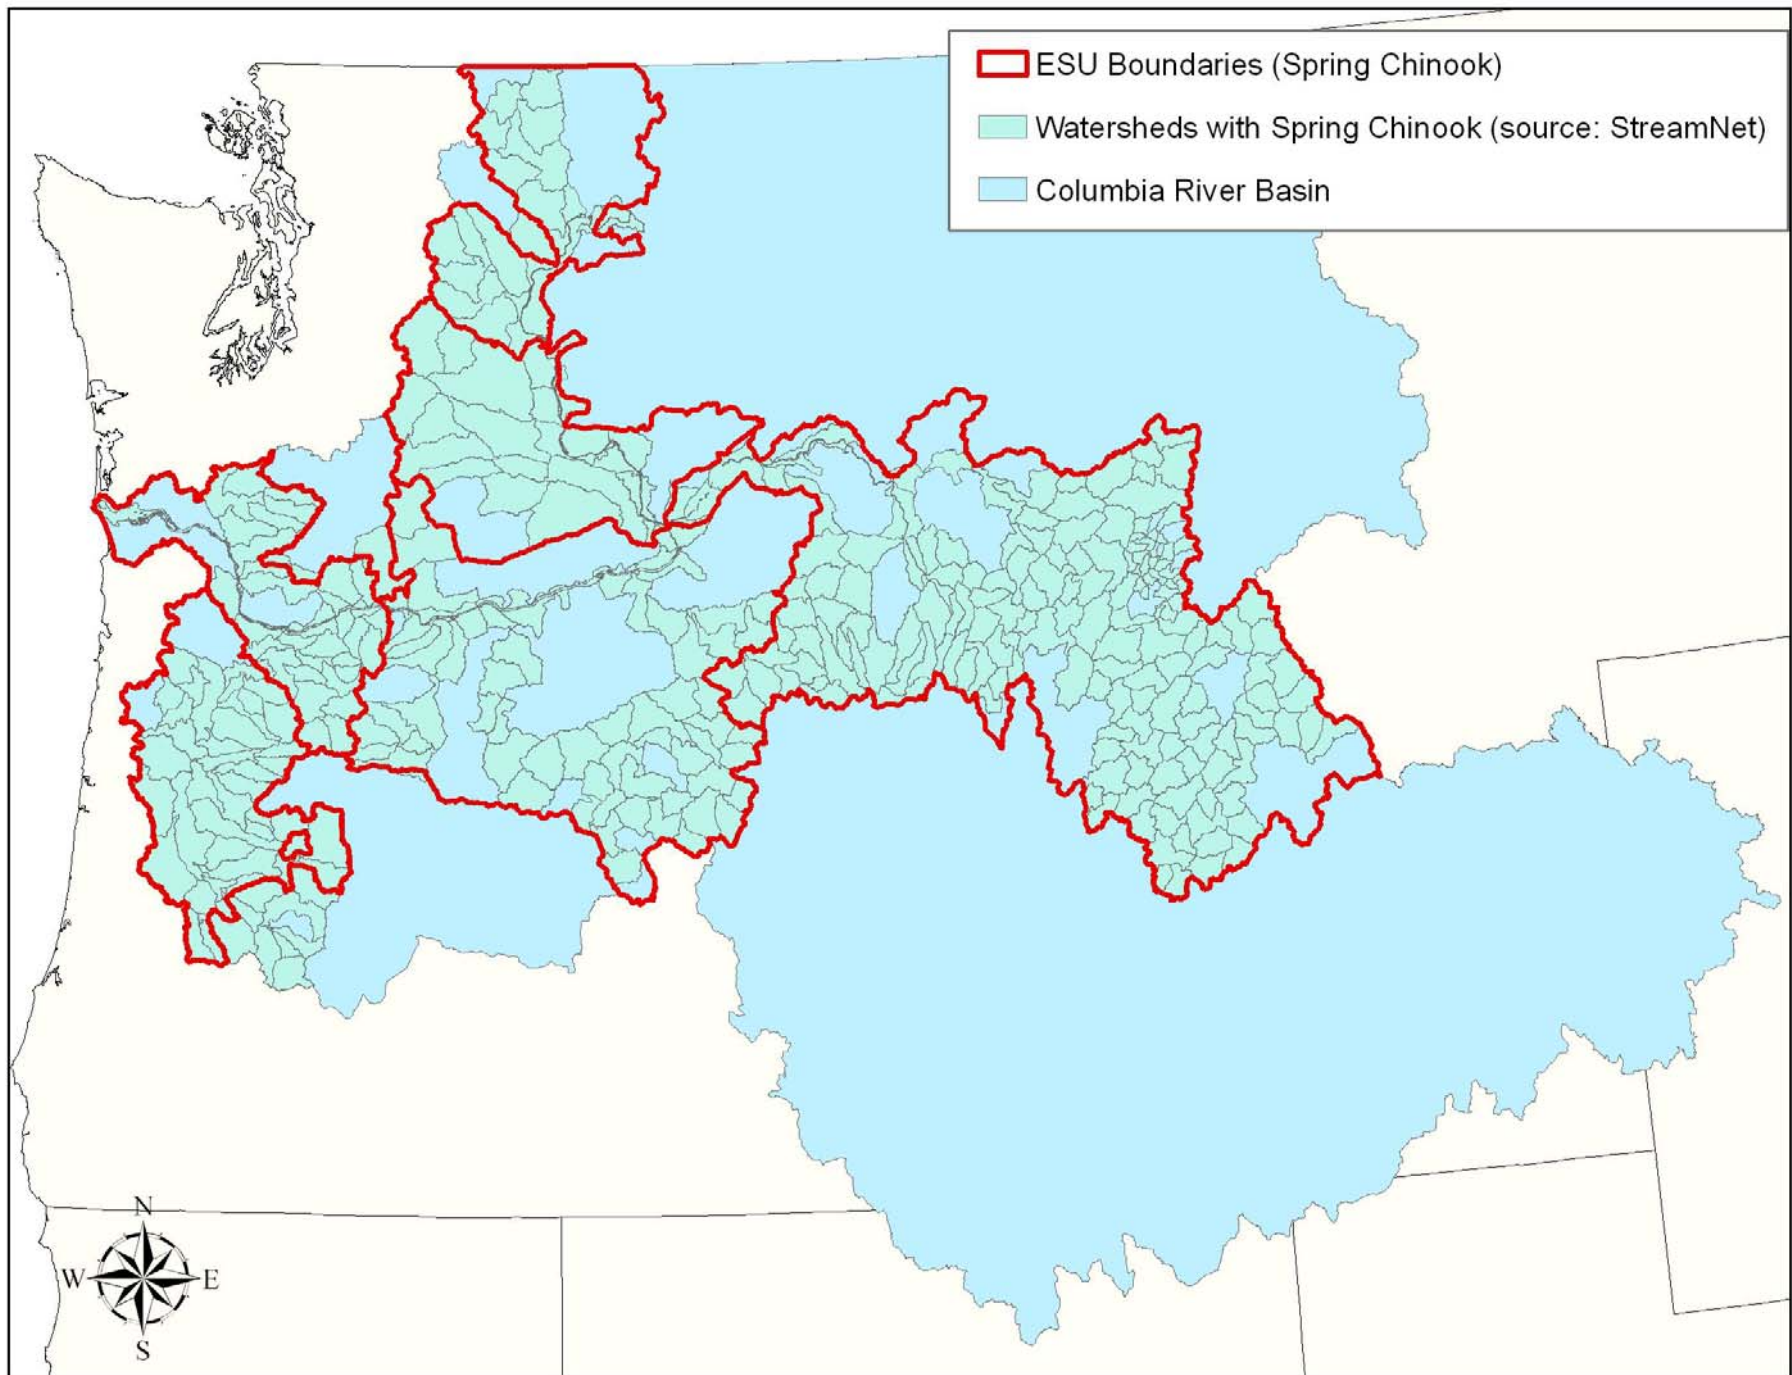 ESU Boundaries (Spring Chinook)
Watersheds with Spring Chinook (source: StreamNet)
Columbia River Basin
N
W E
S